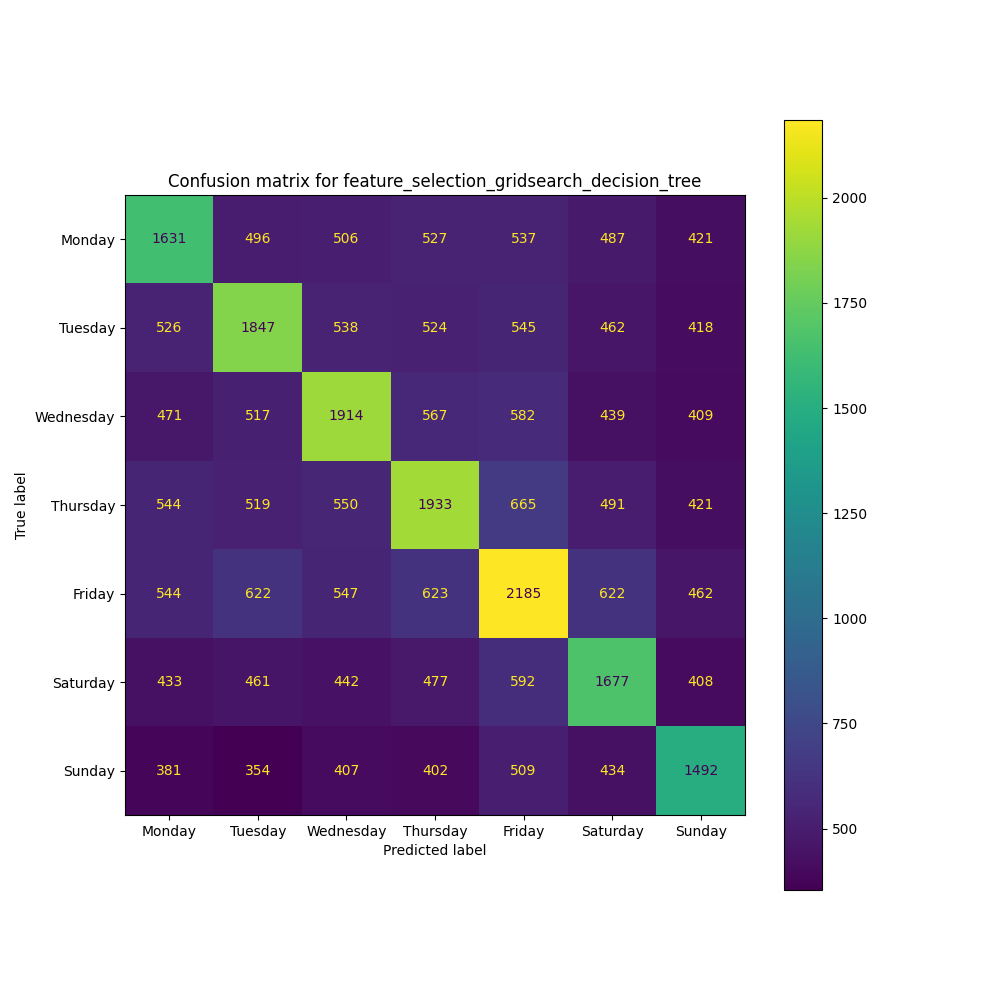 Confusion matrix for feature_selection_gridsearch_decision_tree
Monday 1631 496 506 527 537 487 421
Tuesday 526 1847 538 524 545 462 418
Wednesday 471 517 1914 567 582 439 409
Thursday 544 519 550 1933 665 491 421
Friday 544 622 547 623 2185 622 462
Saturday 433 461 442 477 592 1677 408
Sunday 381 354 407 402 509 434 1492
Monday Tuesday Wednesday Thursday Friday Saturday Sunday
Predicted label
True label
2000
1750
1500
1250
1000
750
500